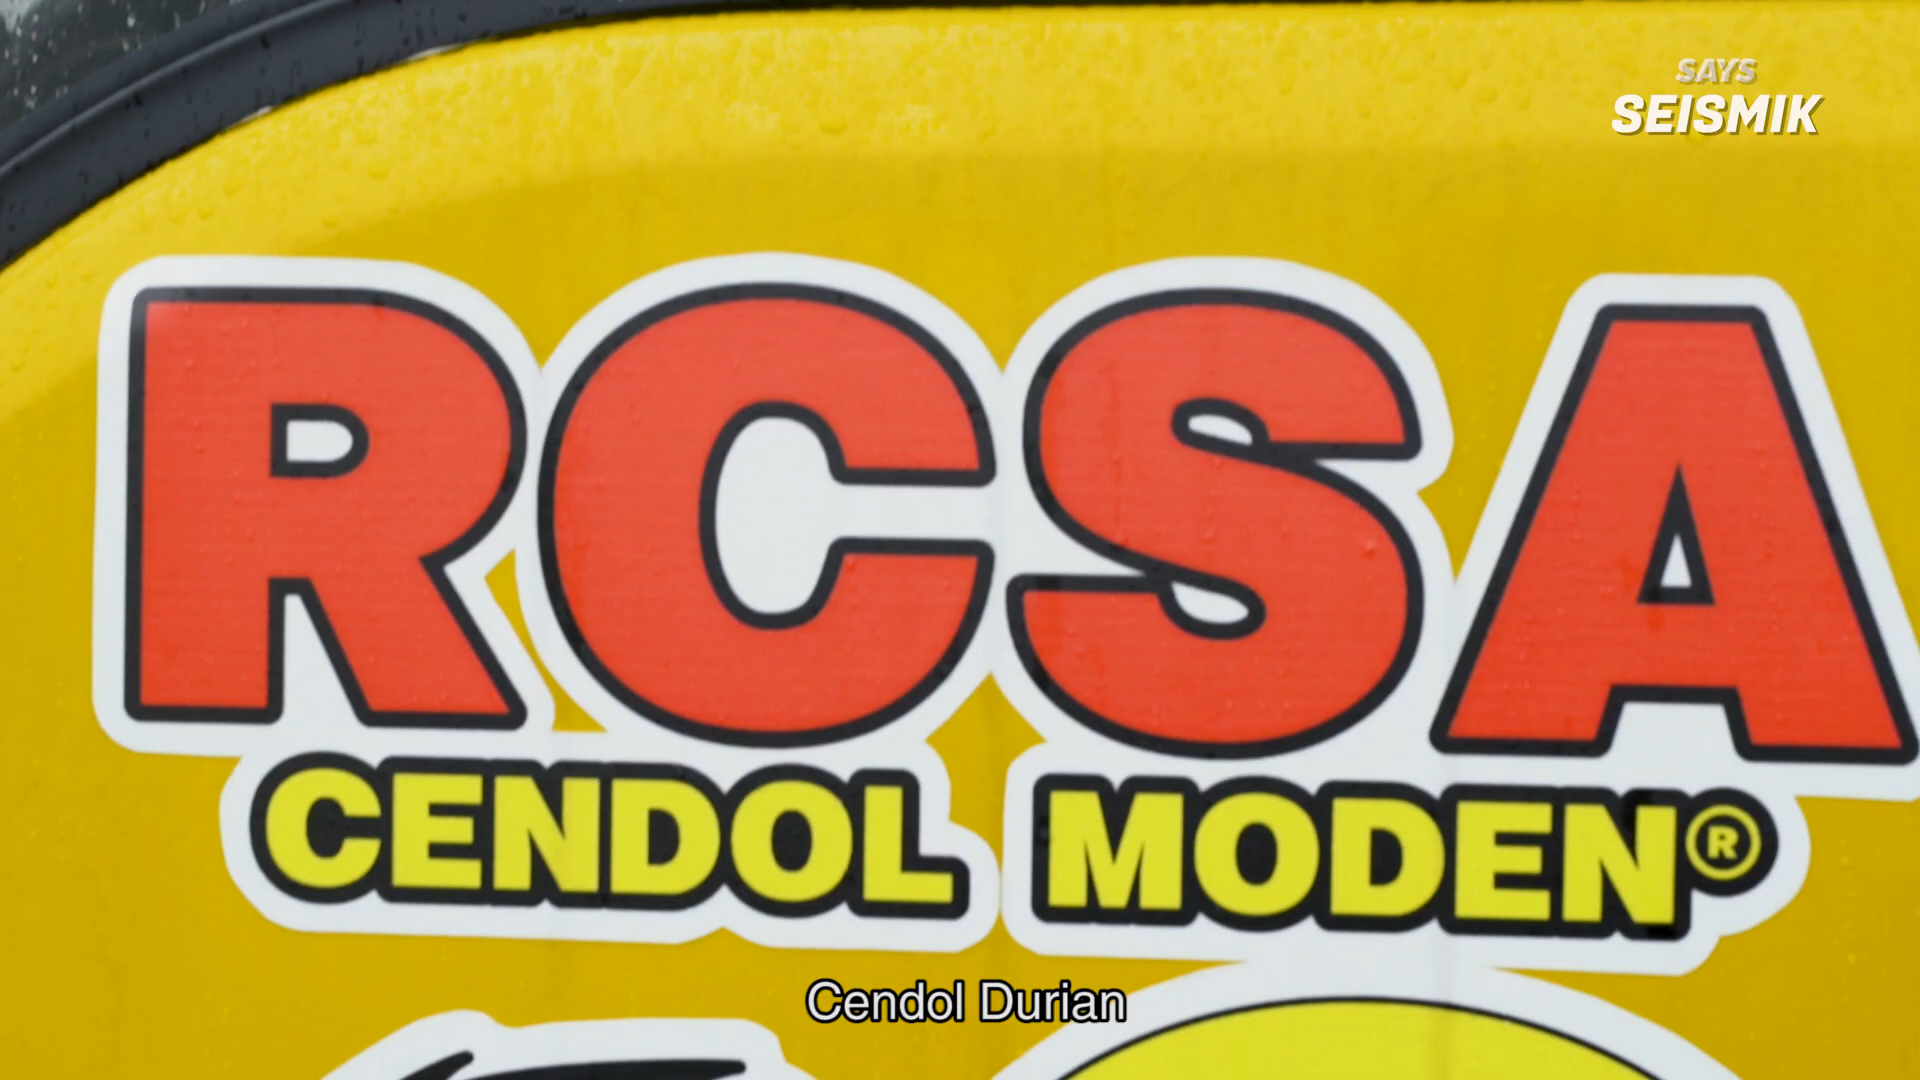 SAYS
SEISMIK
RCSA
CENDOL MODEN®
Cendol Durian